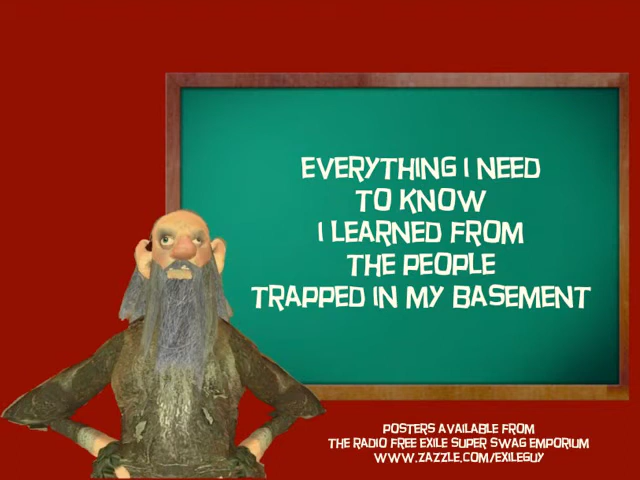 EVERYTHING I NEED
TO KNOW
I LEARNED FROM
THE PEOPLE
TRAPPED IN MY BASEMENT
POSTERS AVAILABLE FROM
THE RADIO FREE EXILE SUPER SWAG EMPORIUM
WWW.ZAZZLE.COM/EXILEGUY